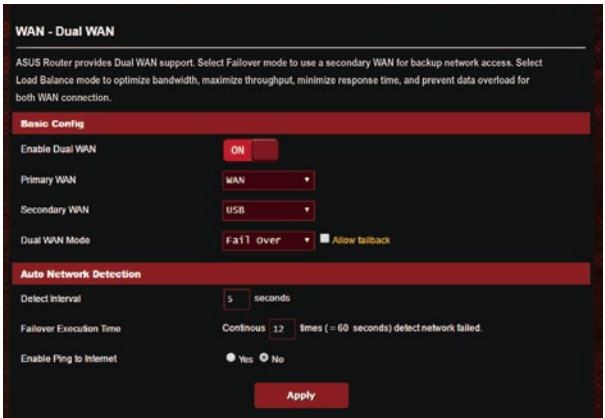 WAN - Dual WAN
ASUS Router provides Dual WAN support. Select Failover mode to use a secondary WAN for backup network access. Select
Load Balance mode to optimize bandwidth, maximize throughput, minimize response time, and prevent data overload for
both WAN connection.
Basic Config
Enable Dual WAN ON
Primary WAN WAN
Secondary WAN USB
Dual WAN Mode Fail Over Allow failback
Auto Network Detection
Detect Interval 5 seconds
Failover Execution Time Continous 12 times ( = 60 seconds) detect network failed.
Enable Ping to Internet Yes No
Apply